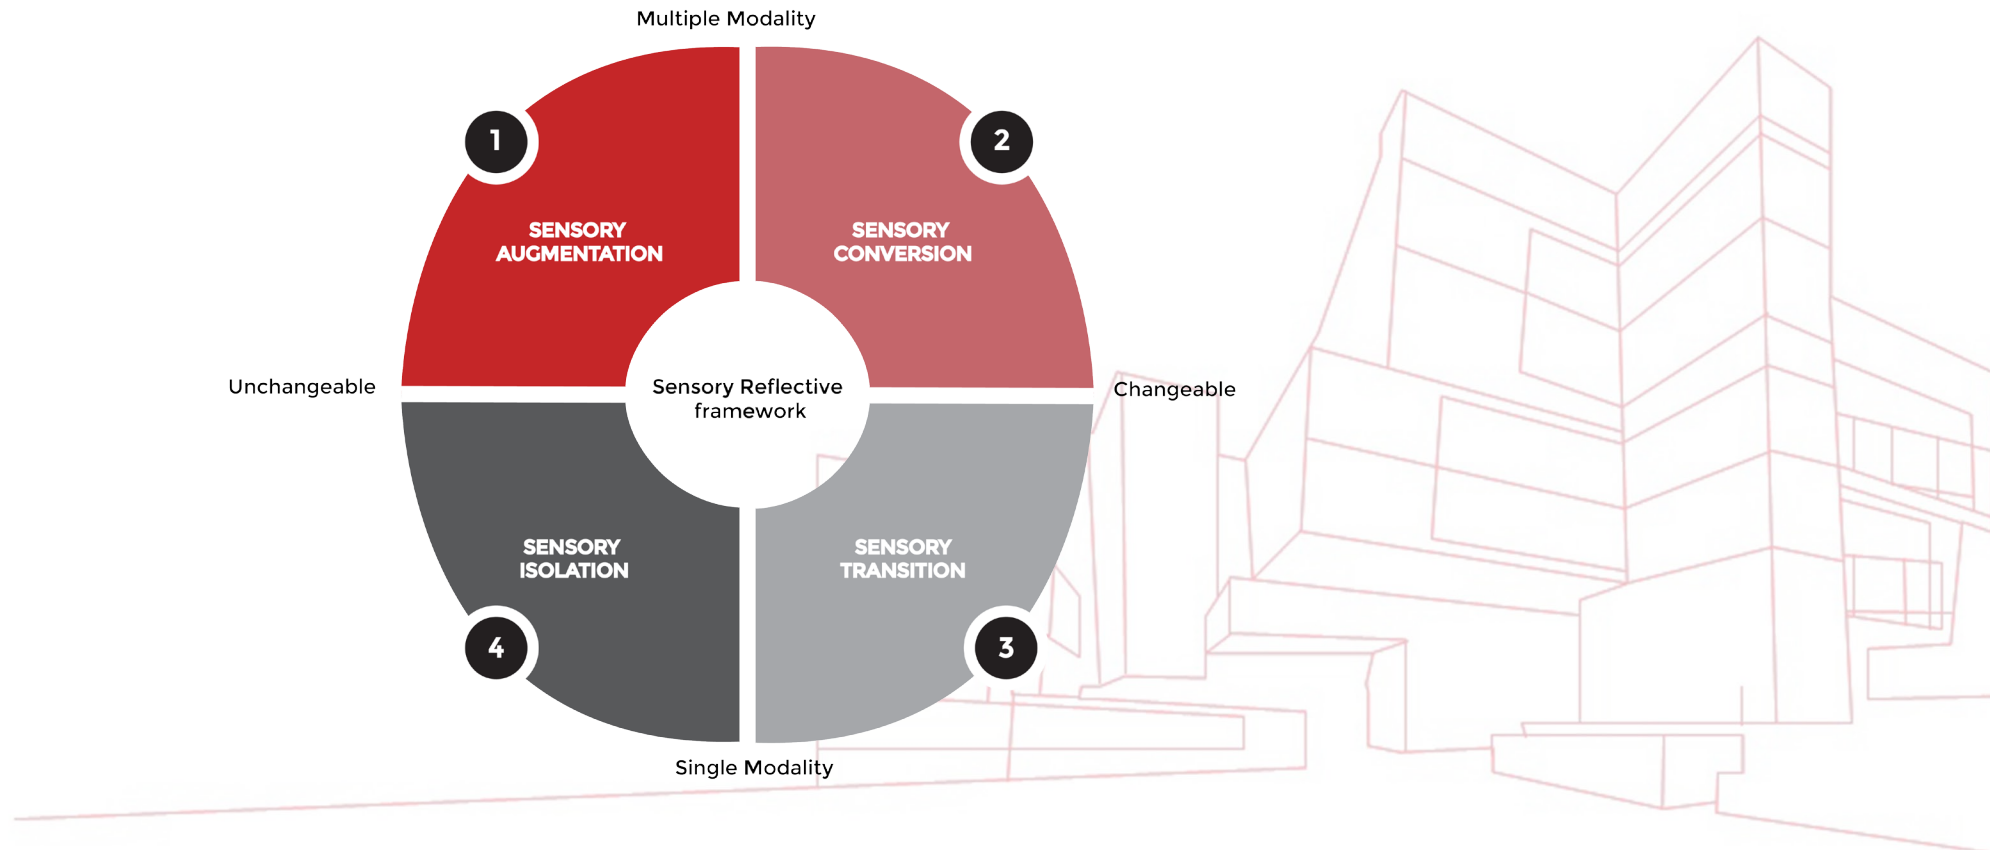 Multiple Modality
1
2
SENSORY
AUGMENTATION
SENSORY
CONVERSION
Unchangeable
Sensory Reflective
framework
Changeable
SENSORY
ISOLATION
SENSORY
TRANSITION
4
3
Single Modality